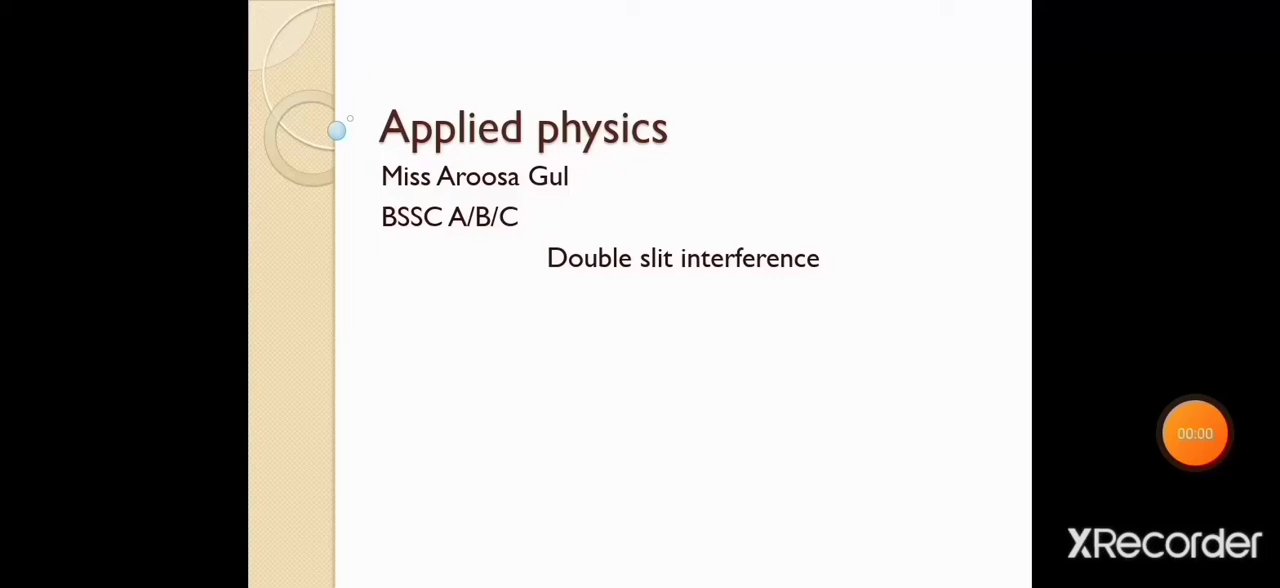 Applied physics
Miss Aroosa Gul
BSSC A/B/C
Double slit interference
00:00
XRecorder